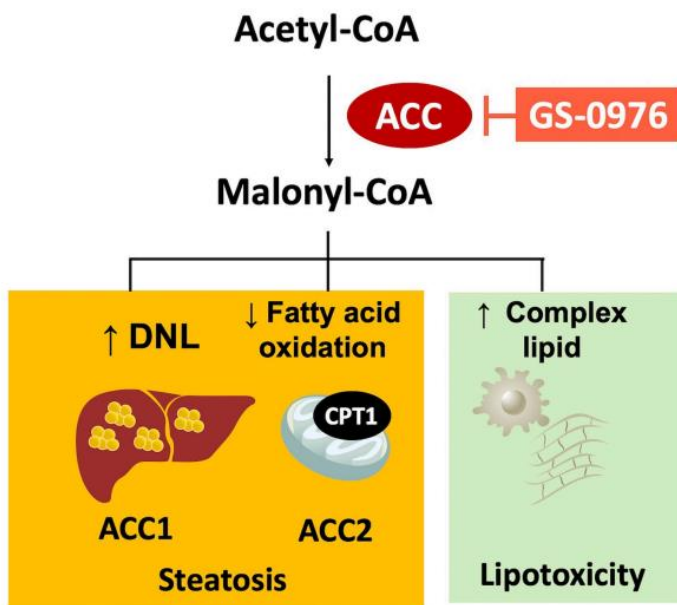 Acetyl-CoA
ACC
GS-0976
Malonyl-CoA
↑ DNL
↓ Fatty acid
oxidation
↑ Complex
lipid
CPT1
ACC1
ACC2
Steatosis
Lipotoxicity